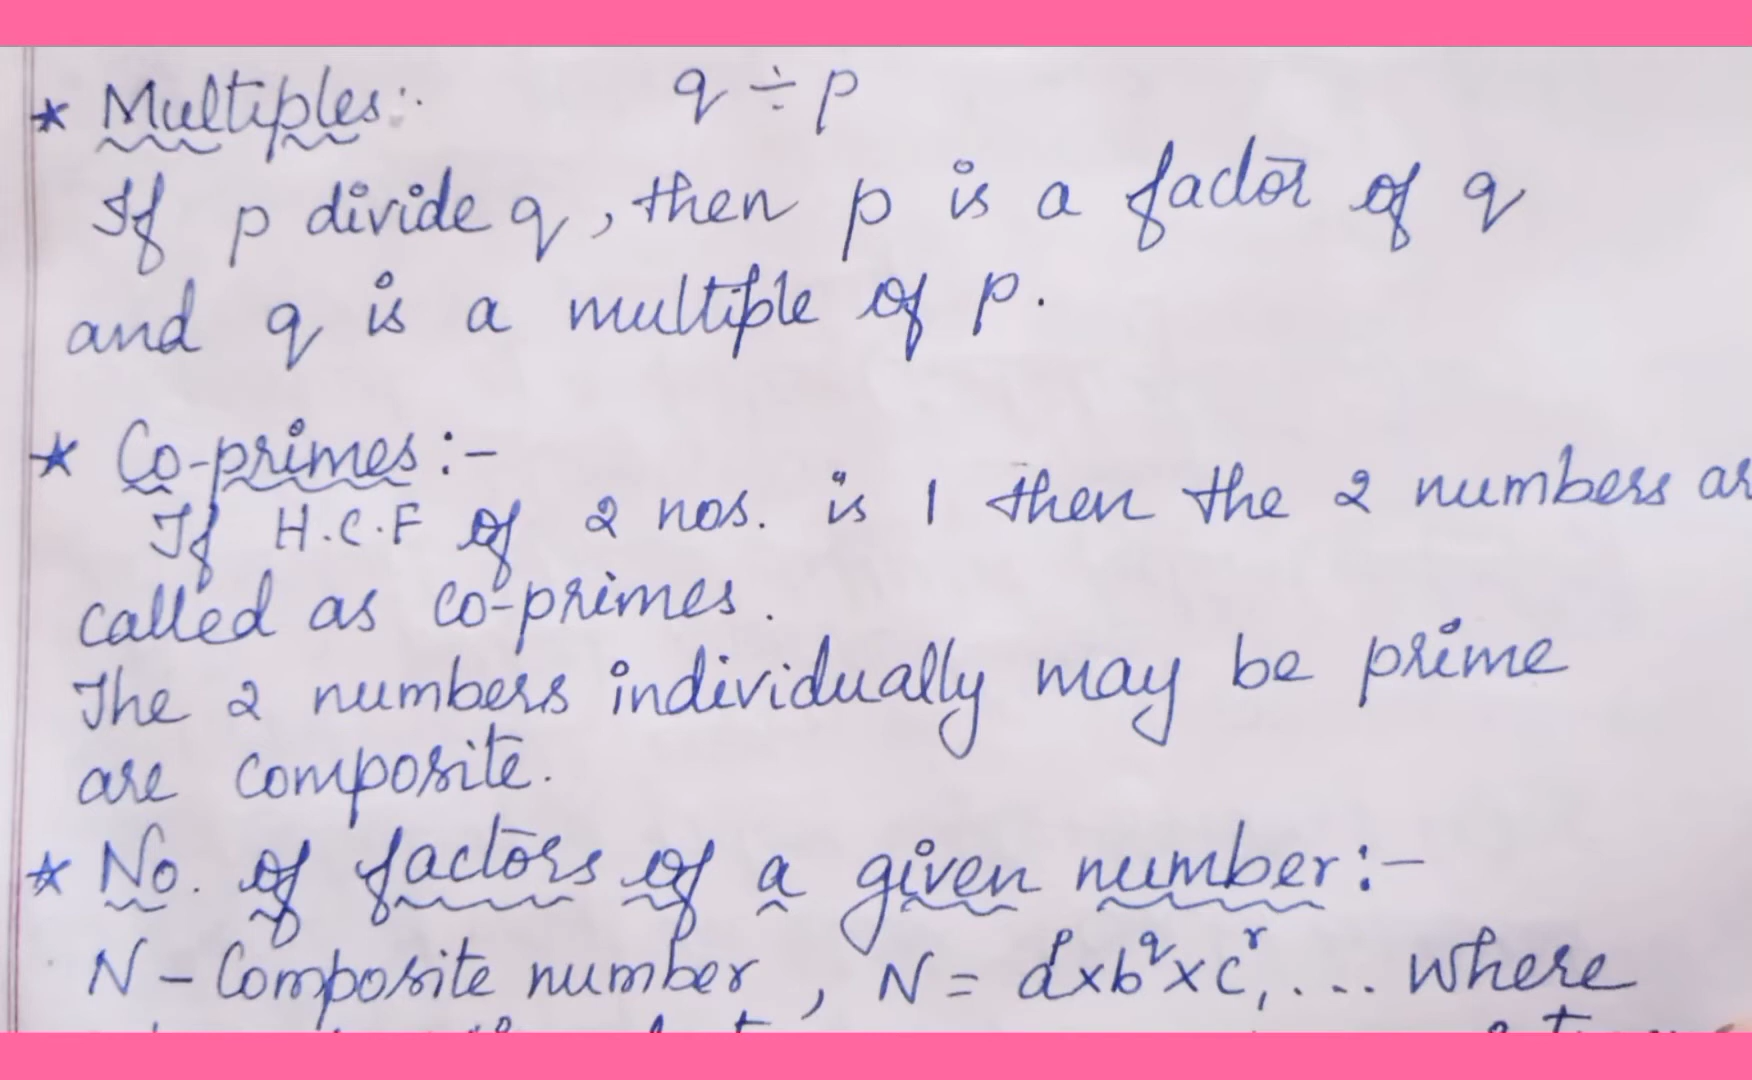 * Multiples:. q ÷ p
If p divide q, then p is a factor of q
and q is a multiple of p.
* Co-primes :-
If H.C.F of 2 nos. is 1 then the 2 numbers ar
called as co-primes.
The 2 numbers individually may be prime
are composite.
* No. of factors of a given number :-
N - Composite number, N = a^p x b^q x c^r, .... where